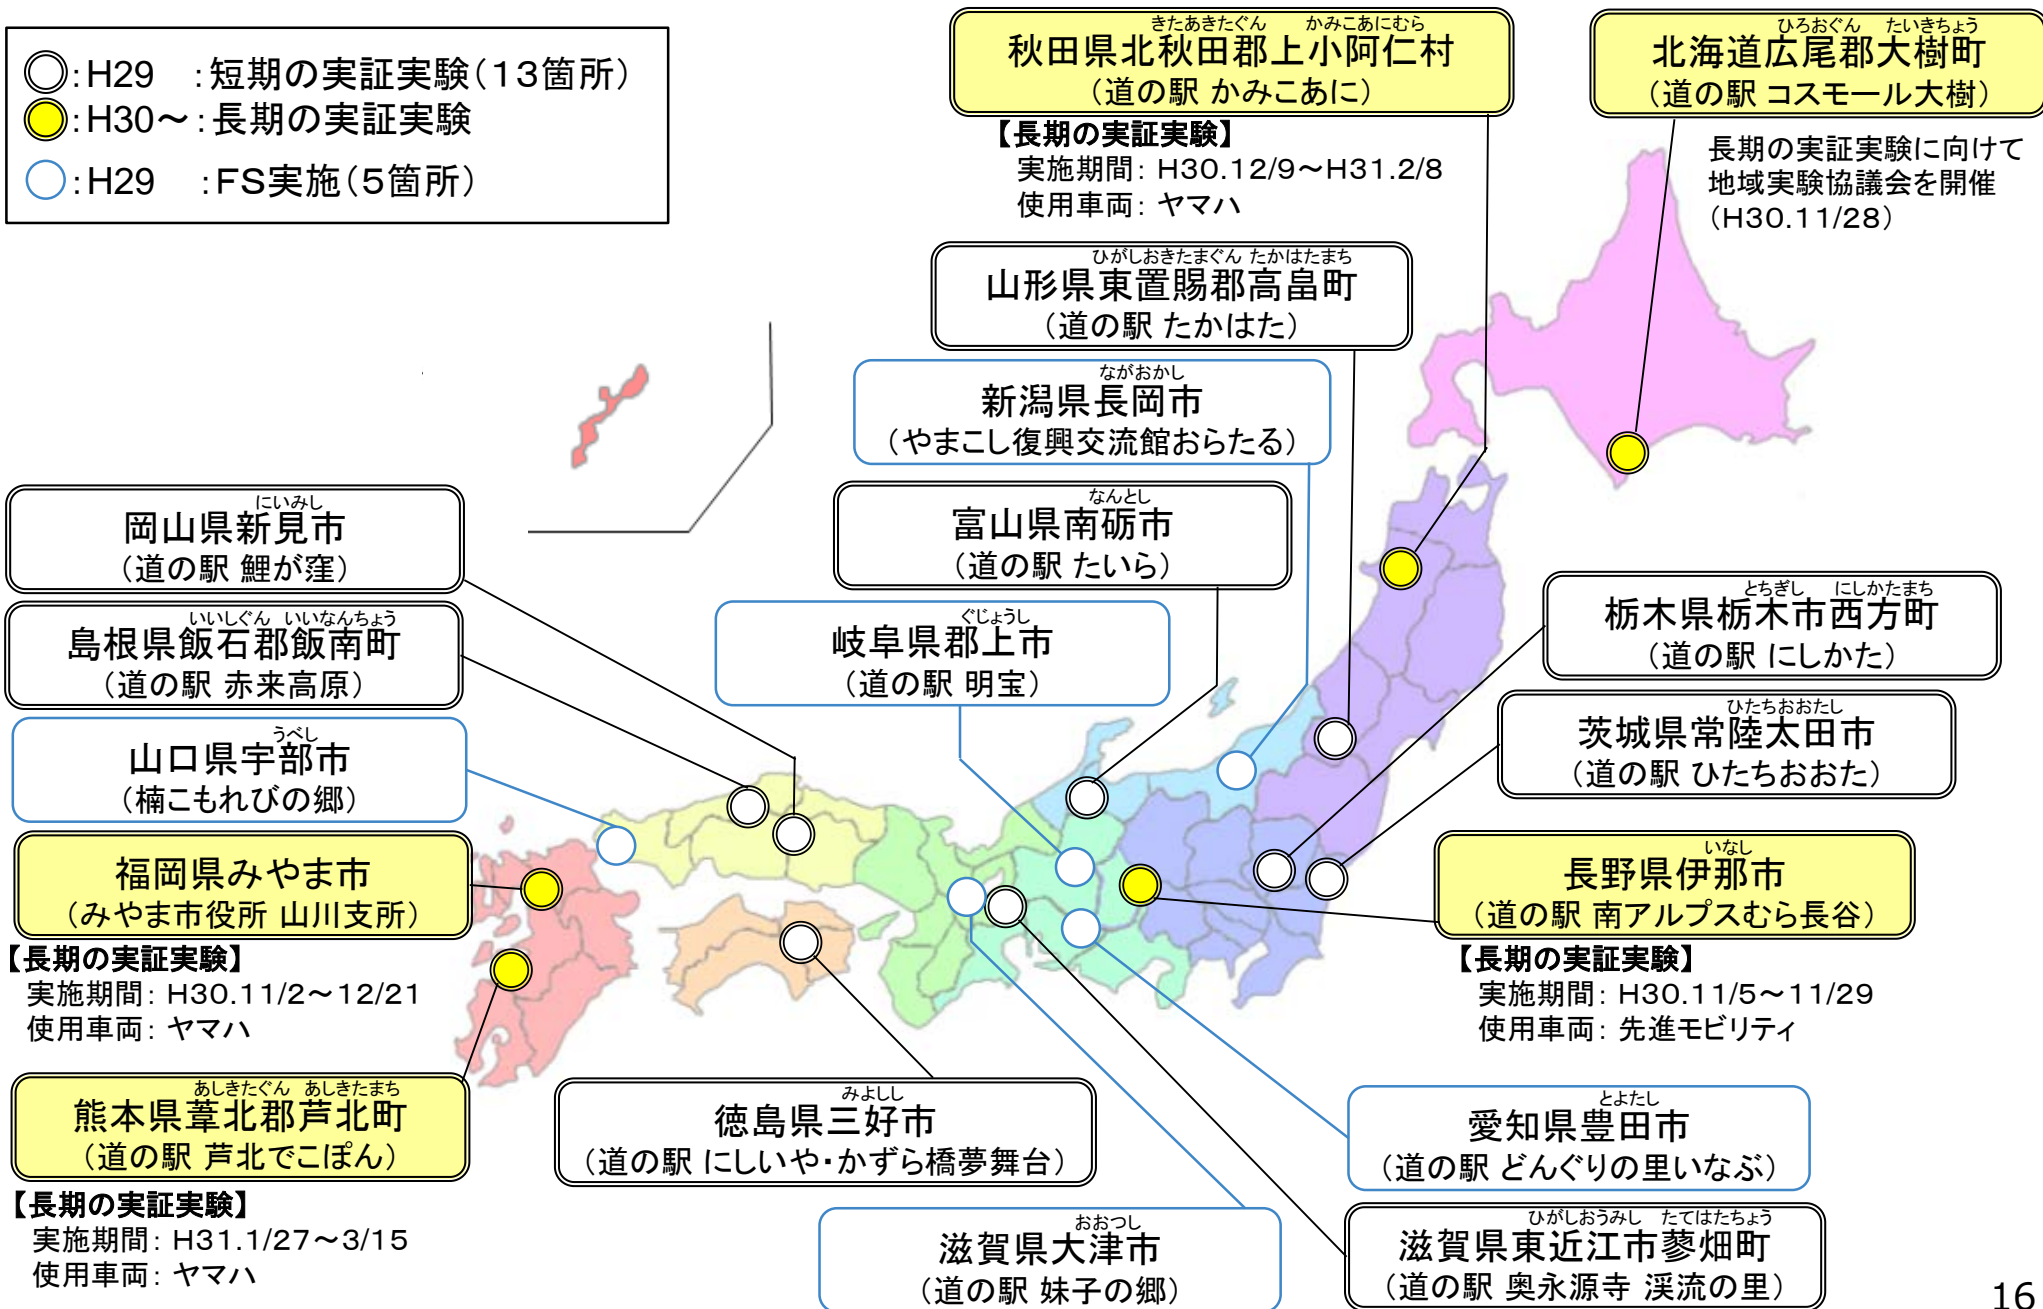 ○:H29 :短期の実証実験(13箇所)
○:H30～:長期の実証実験
○:H29 :FS実施(5箇所)
きたあきたぐん かみこあにむら
秋田県北秋田郡上小阿仁村
(道の駅 かみこあに)
【長期の実証実験】
実施期間: H30.12/9～H31.2/8
使用車両: ヤマハ
ひろおぐん たいきちょう
北海道広尾郡大樹町
(道の駅 コスモール大樹)
長期の実証実験に向けて
地域実験協議会を開催
(H30.11/28)
ひがしおきたまぐん たかはたまち
山形県東置賜郡高畠町
(道の駅 たかはた)
ながおかし
新潟県長岡市
(やまこし復興交流館おらたる)
なんとし
富山県南砺市
(道の駅 たいら)
ぐじょうし
岐阜県郡上市
(道の駅 明宝)
にいみし
岡山県新見市
(道の駅 鯉が窪)
いいしぐん いいなんちょう
島根県飯石郡飯南町
(道の駅 赤来高原)
うべし
山口県宇部市
(楠こもれびの郷)
福岡県みやま市
(みやま市役所 山川支所)
【長期の実証実験】
実施期間: H30.11/2～12/21
使用車両: ヤマハ
あしきたぐん あしきたまち
熊本県葦北郡芦北町
(道の駅 芦北でこぽん)
【長期の実証実験】
実施期間: H31.1/27～3/15
使用車両: ヤマハ
とちぎし にしかたまち
栃木県栃木市西方町
(道の駅 にしかた)
ひたちおおたし
茨城県常陸太田市
(道の駅 ひたちおおた)
いなし
長野県伊那市
(道の駅 南アルプスむら長谷)
【長期の実証実験】
実施期間: H30.11/5～11/29
使用車両: 先進モビリティ
みよしし
徳島県三好市
(道の駅 にしいや・かずら橋夢舞台)
とよたし
愛知県豊田市
(道の駅 どんぐりの里いなぶ)
おおつし
滋賀県大津市
(道の駅 妹子の郷)
ひがしおうみし たてはたちょう
滋賀県東近江市蓼畑町
(道の駅 奥永源寺 渓流の里)
16